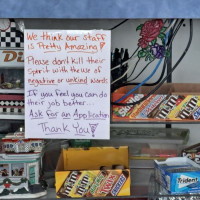 We think our staff
is Pretty Amazing!
Please don't kill their
Spirit with the use of
negative or unkind words
If you feel you can do
their job better...
Ask for an Application
Thank You
m&m's
Trident